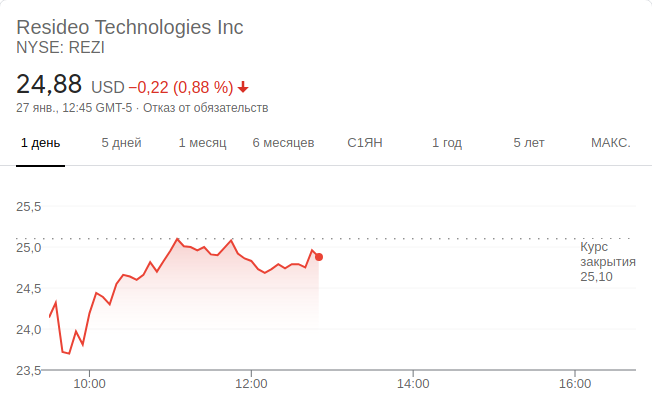 Resideo Technologies Inc
NYSE: REZI
24,88 USD −0,22 (0,88 %)
27 янв., 12:45 GMT-5 · Отказ от обязательств
1 день 5 дней 1 месяц 6 месяцев С1ЯН 1 год 5 лет МАКС.
25,5
25,0
24,5
24,0
23,5
Курс
закрытия
25,10
10:00 12:00 14:00 16:00